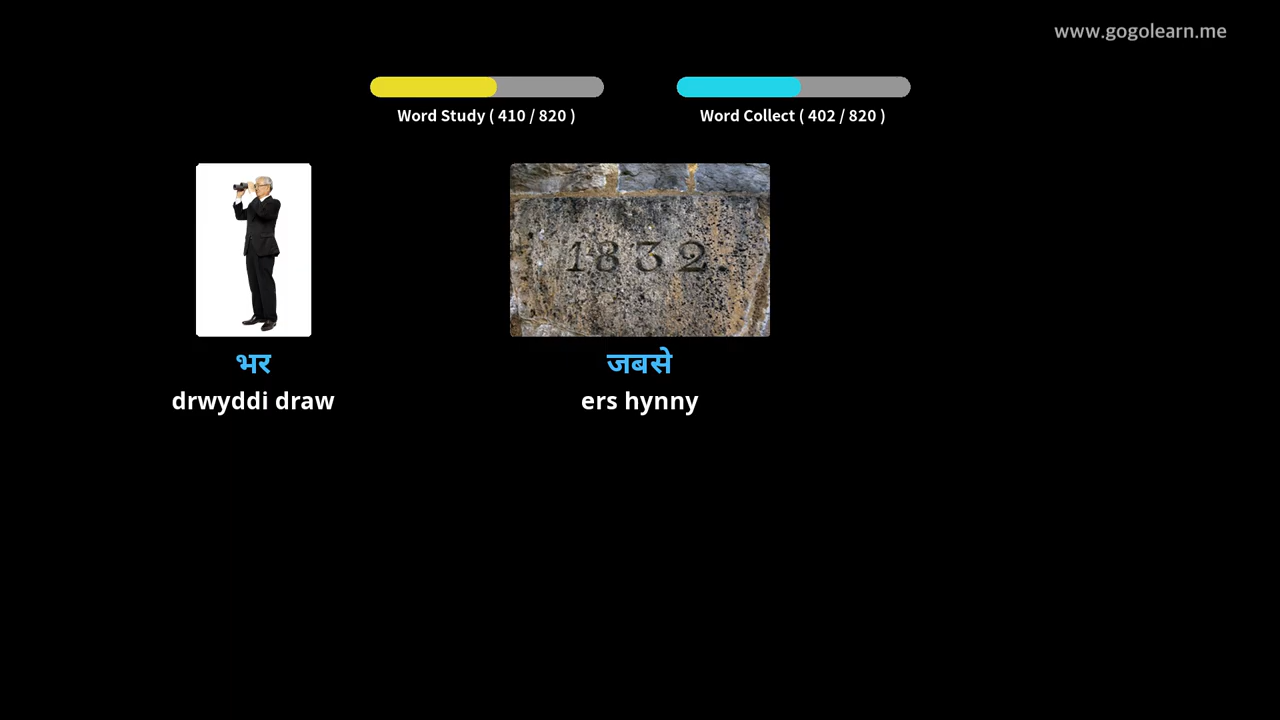 www.gogolearn.me
Word Study ( 410 / 820 )
Word Collect ( 402 / 820 )
1832.
भर
जबसे
drwyddi draw
ers hynny